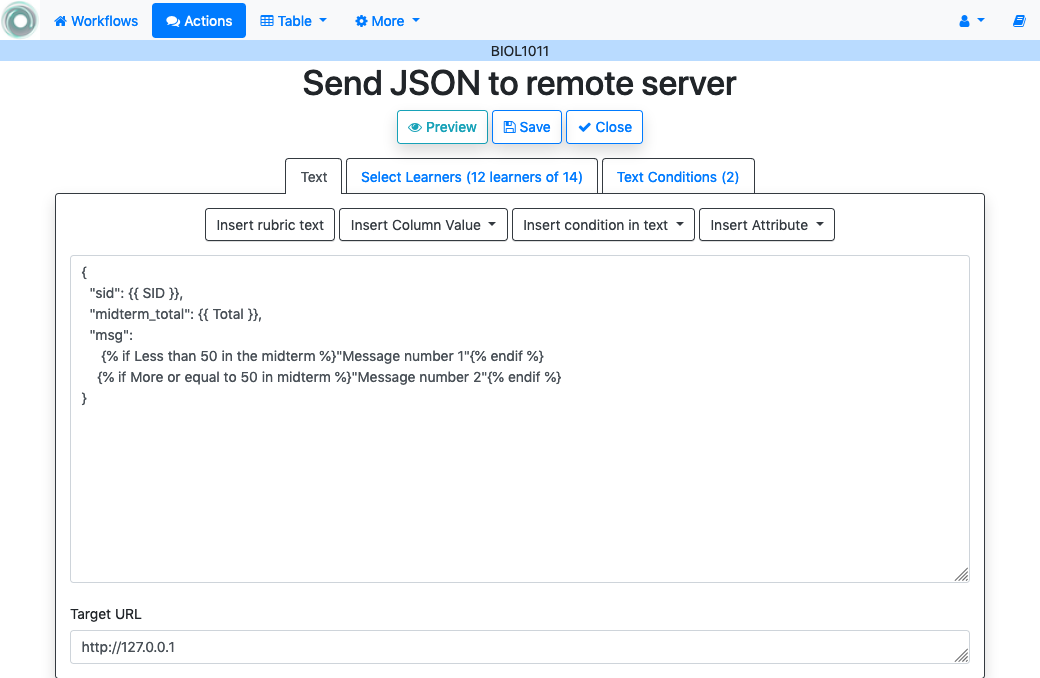 Workflows Actions Table More
BIOL1011
Send JSON to remote server
Preview Save Close
Text Select Learners (12 learners of 14) Text Conditions (2)
Insert rubric text Insert Column Value Insert condition in text Insert Attribute
{
"sid": {{ SID }},
"midterm_total": {{ Total }},
"msg":
{% if Less than 50 in the midterm %}"Message number 1"{% endif %}
{% if More or equal to 50 in midterm %}"Message number 2"{% endif %}
}
Target URL
http://127.0.0.1